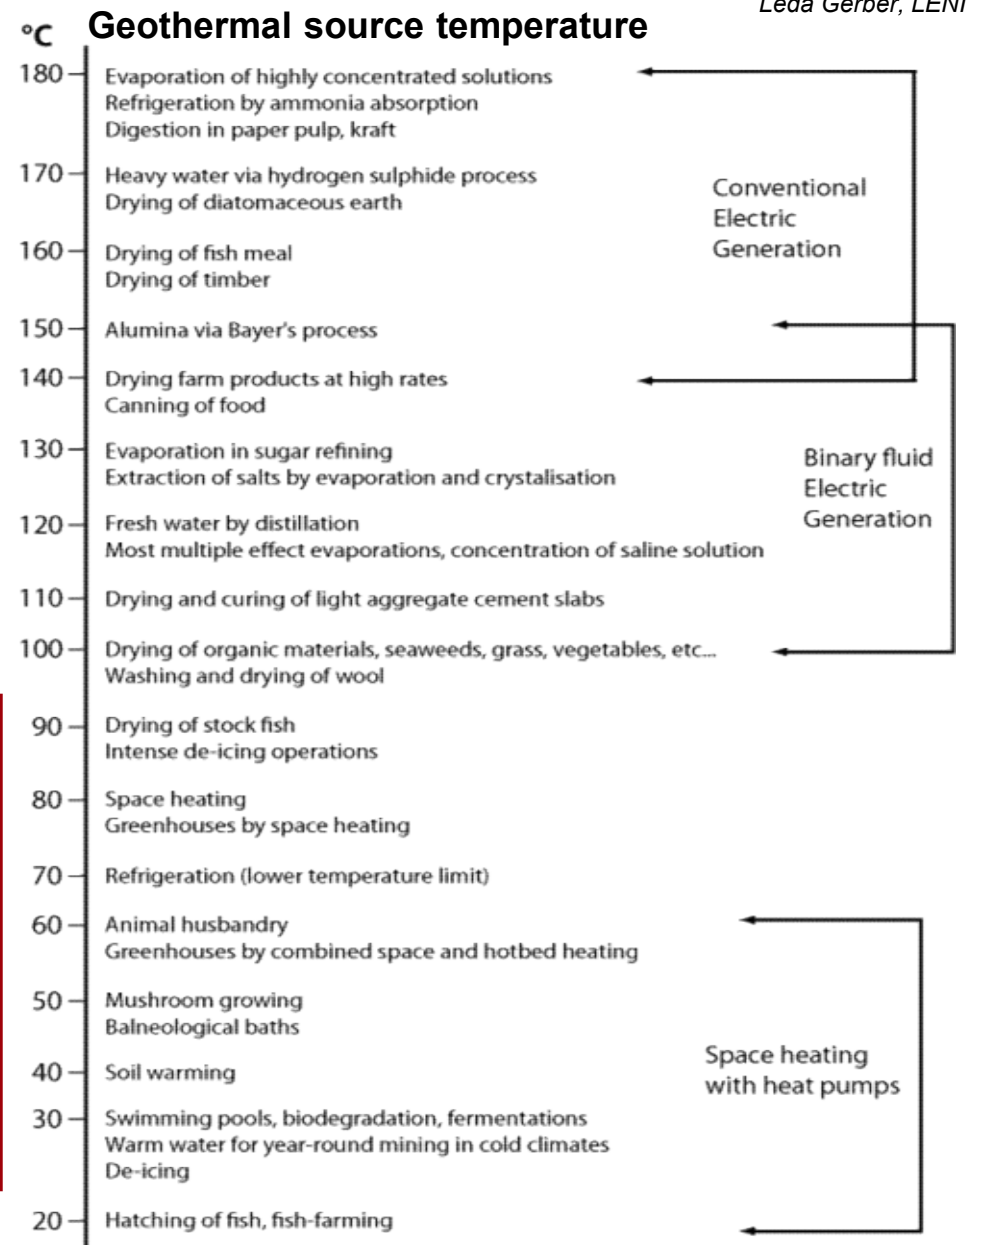 Leda Gerber, LENI
°C Geothermal source temperature
180 Evaporation of highly concentrated solutions
Refrigeration by ammonia absorption
Digestion in paper pulp, kraft
170 Heavy water via hydrogen sulphide process
Drying of diatomaceous earth
Conventional
Electric
Generation
160 Drying of fish meal
Drying of timber
150 Alumina via Bayer's process
140 Drying farm products at high rates
Canning of food
130 Evaporation in sugar refining
Extraction of salts by evaporation and crystalisation
Binary fluid
Electric
Generation
120 Fresh water by distillation
Most multiple effect evaporations, concentration of saline solution
110 Drying and curing of light aggregate cement slabs
100 Drying of organic materials, seaweeds, grass, vegetables, etc...
Washing and drying of wool
90 Drying of stock fish
Intense de-icing operations
80 Space heating
Greenhouses by space heating
70 Refrigeration (lower temperature limit)
60 Animal husbandry
Greenhouses by combined space and hotbed heating
50 Mushroom growing
Balneological baths
40 Soil warming
Space heating
with heat pumps
30 Swimming pools, biodegradation, fermentations
Warm water for year-round mining in cold climates
De-icing
20 Hatching of fish, fish-farming